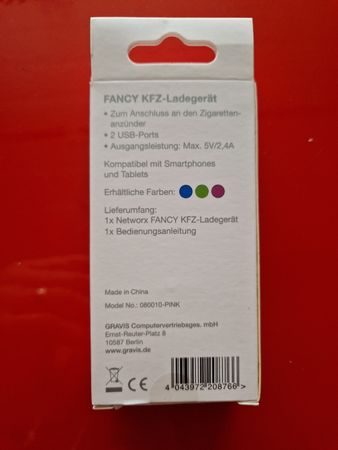 FANCY KFZ-Ladegerät
• Zum Anschluss an den Zigaretten-
anzünder
• 2 USB-Ports
• Ausgangsleistung: Max. 5V/2,4A
Kompatibel mit Smartphones
und Tablets
Erhältliche Farben:
Lieferumfang:
1x Networx FANCY KFZ-Ladegerät
1x Bedienungsanleitung
Made in China
Model No.: 080010-PINK
GRAVIS Computervertriebsges. mbH
Ernst-Reuter-Platz 8
10587 Berlin
www.gravis.de
4 043972 208766 >